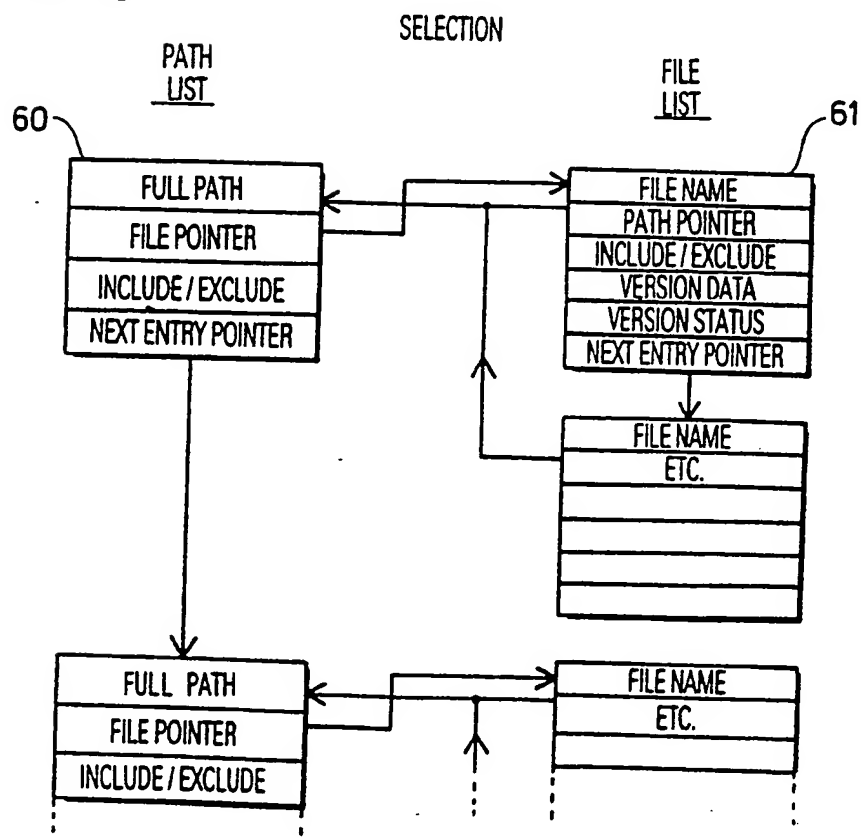 SELECTION
PATH
LIST
FILE
LIST
60
61
FULL PATH
FILE POINTER
INCLUDE / EXCLUDE
NEXT ENTRY POINTER
FILE NAME
PATH POINTER
INCLUDE / EXCLUDE
VERSION DATA
VERSION STATUS
NEXT ENTRY POINTER
FILE NAME
ETC.
FULL PATH
FILE POINTER
INCLUDE / EXCLUDE
FILE NAME
ETC.